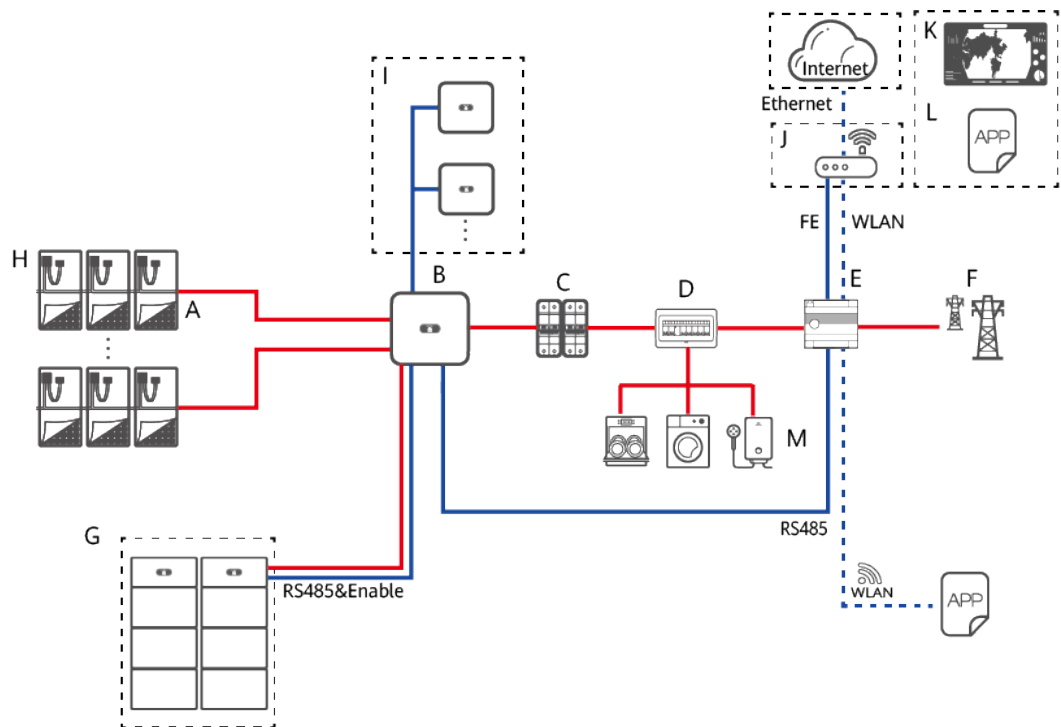 I
Internet
K
Ethernet
L
APP
J
FE
WLAN
H
A
B
C
D
E
F
M
RS485
G
RS485&Enable
WLAN
APP